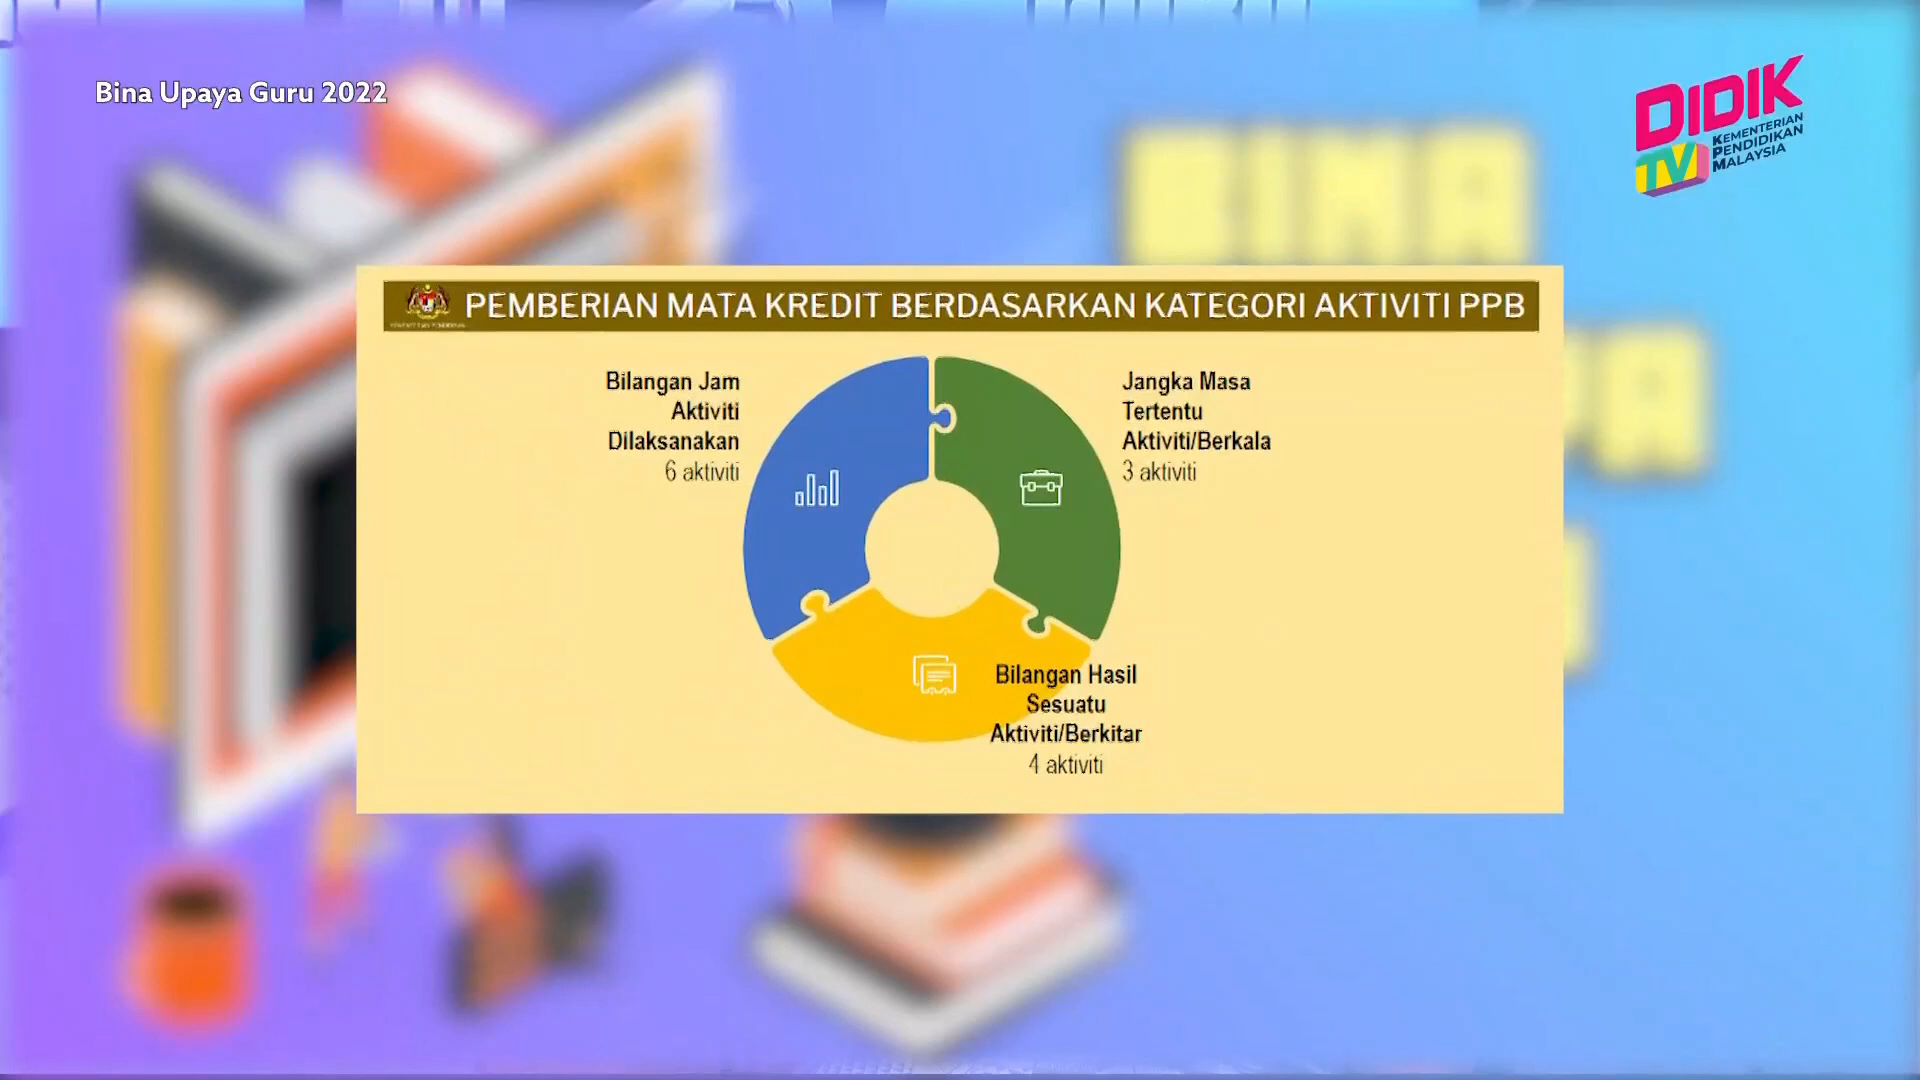 Bina Upaya Guru 2022
DIDIK
TV
KEMENTERIAN
PENDIDIKAN
MALAYSIA
BINA
PEMBERIAN MATA KREDIT BERDASARKAN KATEGORI AKTIVITI PPB
Bilangan Jam
Aktiviti
Dilaksanakan
6 aktiviti
Jangka Masa
Tertentu
Aktiviti/Berkala
3 aktiviti
Bilangan Hasil
Sesuatu
Aktiviti/Berkitar
4 aktiviti